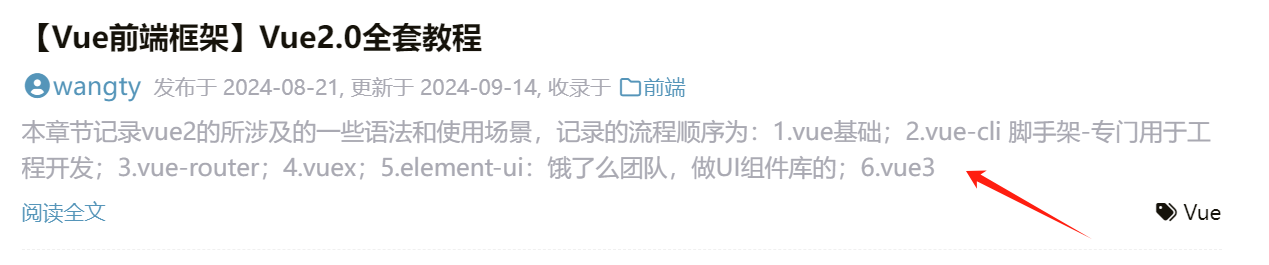 【Vue前端框架】Vue2.0全套教程
wangty 发布于 2024-08-21, 更新于 2024-09-14, 收录于 前端
本章节记录vue2的所涉及的一些语法和使用场景，记录的流程顺序为：1.vue基础；2.vue-cli 脚手架-专门用于工
程开发；3.vue-router；4.vuex；5.element-ui：饿了么团队，做UI组件库的；6.vue3
阅读全文 Vue